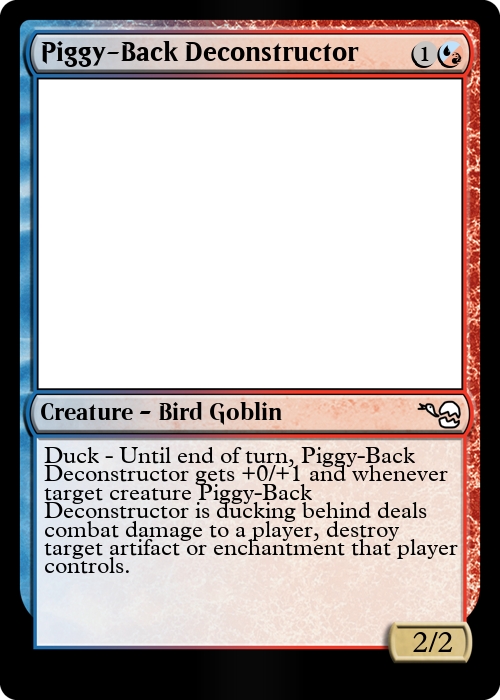 Piggy-Back Deconstructor 1
Creature – Bird Goblin
Duck - Until end of turn, Piggy-Back
Deconstructor gets +0/+1 and whenever
target creature Piggy-Back
Deconstructor is ducking behind deals
combat damage to a player, destroy
target artifact or enchantment that player
controls.
2/2